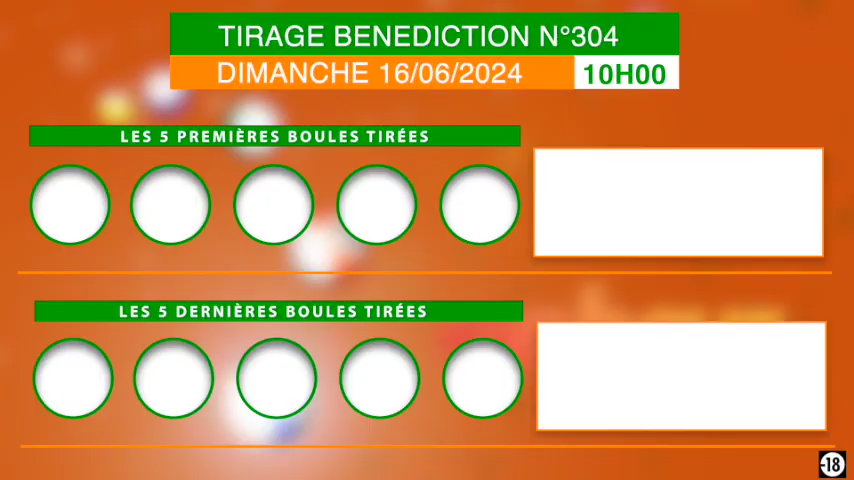 TIRAGE BENEDICTION N°304
DIMANCHE 16/06/2024 10H00
LES 5 PREMIÈRES BOULES TIRÉES
LES 5 DERNIÈRES BOULES TIRÉES
-18